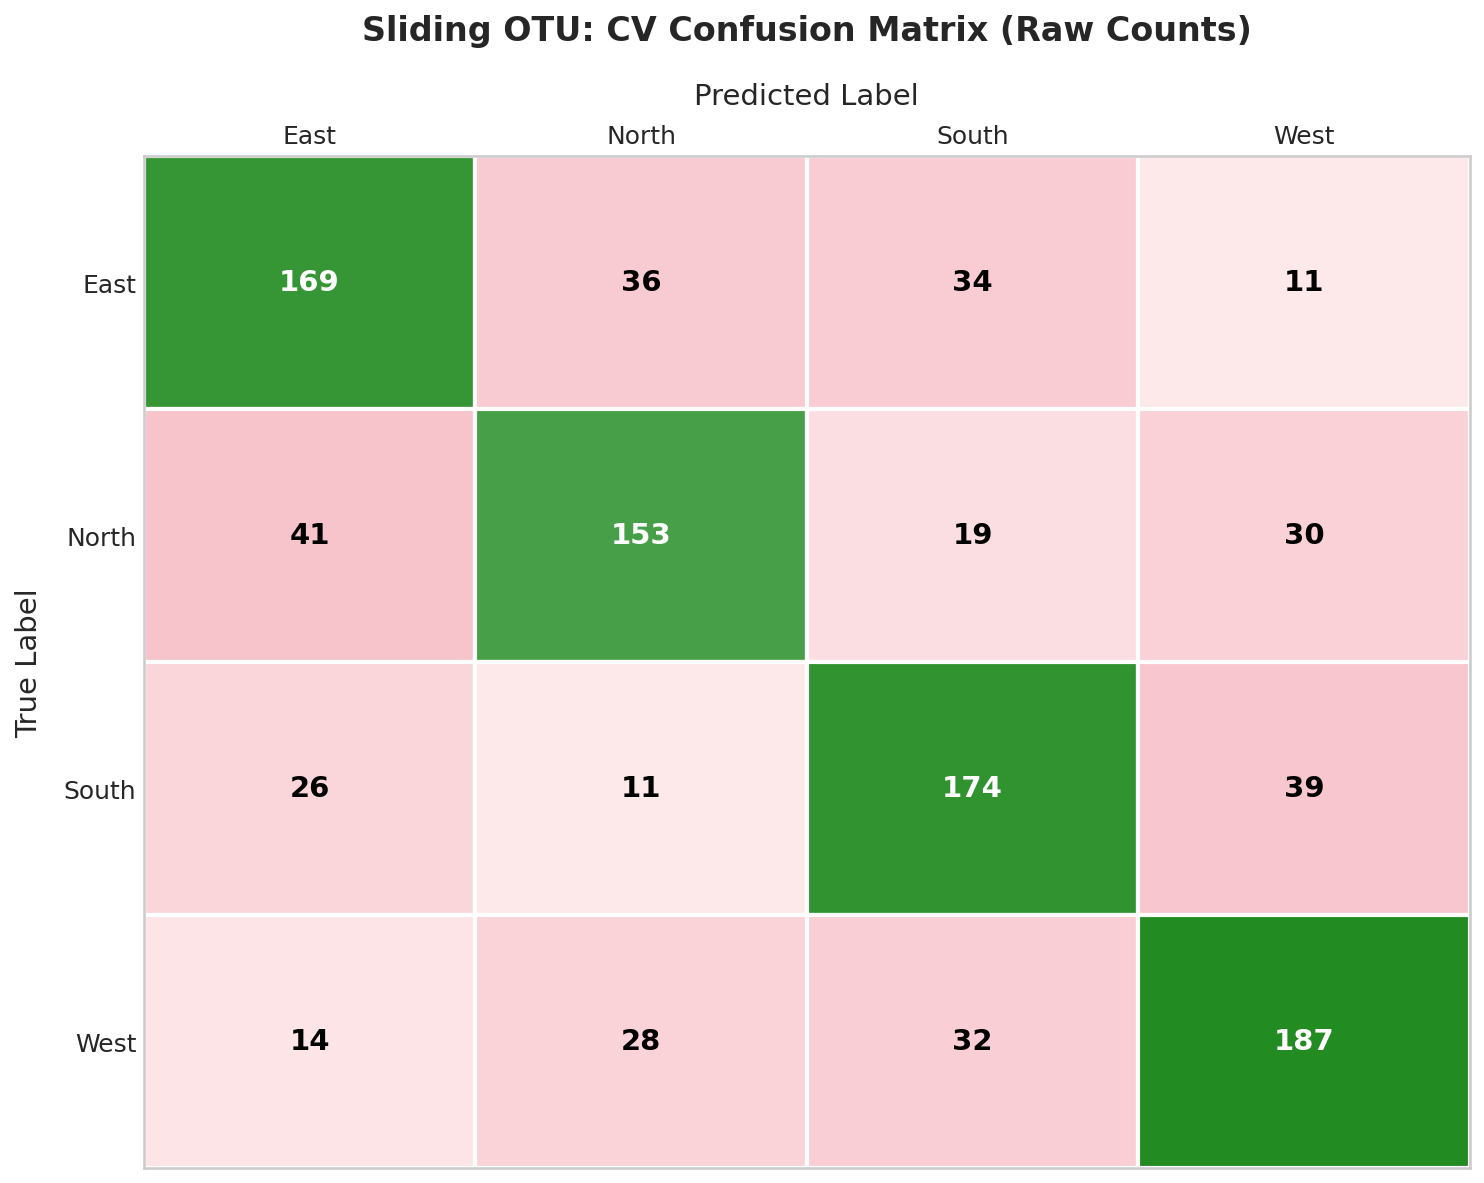 Sliding OTU: CV Confusion Matrix (Raw Counts)
Predicted Label
East North South West
East 169 36 34 11
North 41 153 19 30
True Label
South 26 11 174 39
West 14 28 32 187